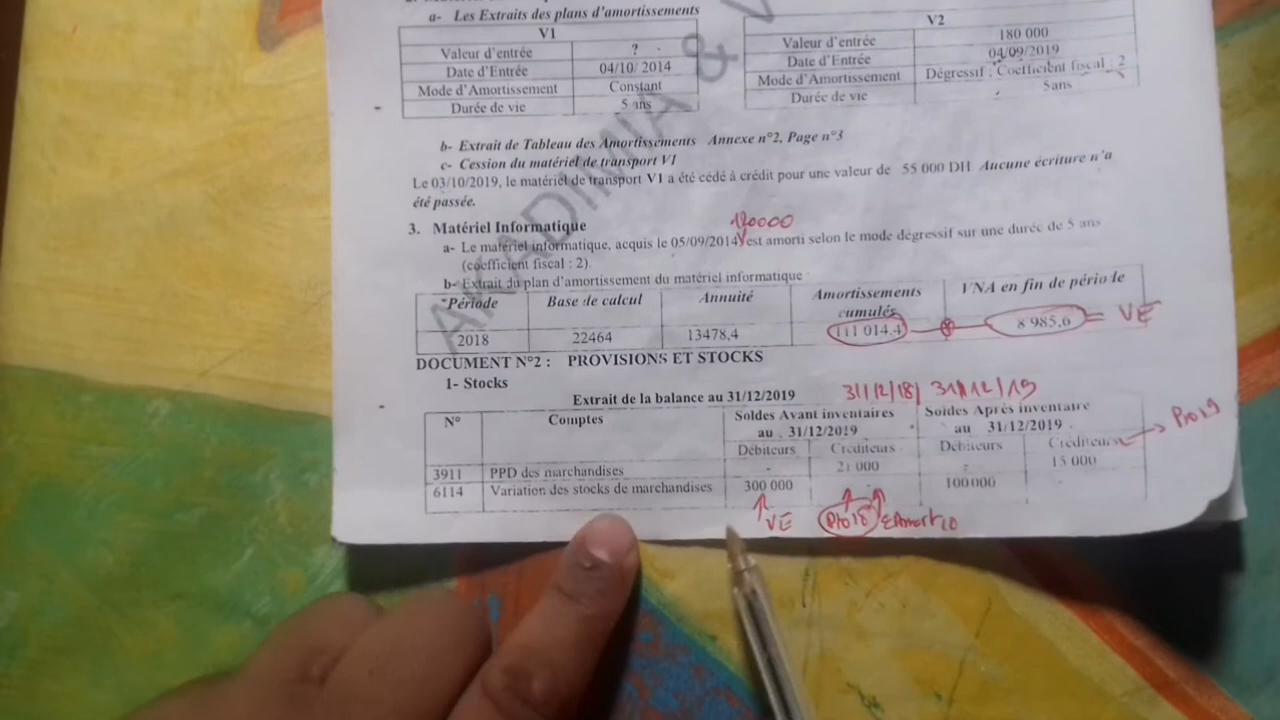 a- Les Extraits des plans d'amortissements
V1
Valeur d'entrée ?
Date d'Entrée 04/10/ 2014
Mode d'Amortissement Constant
Durée de vie 5 ans
V2
Valeur d'entrée 180 000
Date d'Entrée 04/09/2019
Mode d'Amortissement Dégressif ; Coefficient fiscal : 2
Durée de vie 5ans
b- Extrait de Tableau des Amortissements Annexe n°2, Page n°3
c- Cession du matériel de transport V1
Le 03/10/2019, le matériel de transport V1 a été cédé à crédit pour une valeur de 55 000 DH Aucune écriture n'a
été passée.
3. Matériel Informatique
120000
a- Le matériel informatique, acquis le 05/09/2014 est amorti selon le mode dégressif sur une durée de 5 ans
(coefficient fiscal : 2).
b- Extrait du plan d'amortissement du matériel informatique
Période Base de calcul Annuité Amortissements cumulés VNA en fin de période
2018 22464 13478,4 111 014.4 8 985,6 = VE
DOCUMENT N°2 : PROVISIONS ET STOCKS
1- Stocks
Extrait de la balance au 31/12/2019 31/12/18 31/12/19
N° Comptes Soldes Avant inventaires au 31/12/2019 Soldes Après inventaire au 31/12/2019
Débiteurs Créditeurs Débiteurs Créditeurs → Pro19
3911 PPD des marchandises - 21 000 - 15 000
6114 Variation des stocks de marchandises 300 000 - 100000 -
VE Pro18
AKADIMIA &